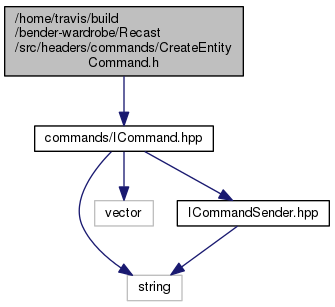 /home/travis/build
/bender-wardrobe/Recast
/src/headers/commands/CreateEntity
Command.h
commands/ICommand.hpp
vector
ICommandSender.hpp
string